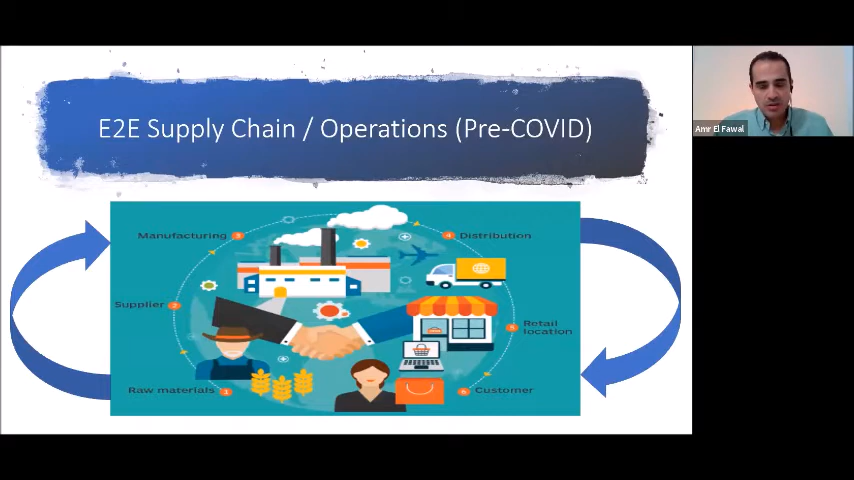 E2E Supply Chain / Operations (Pre-COVID)
Amr El Fawal
Manufacturing 3
4 Distribution
Supplier 2
5 Retail
location
Raw materials 1
6 Customer